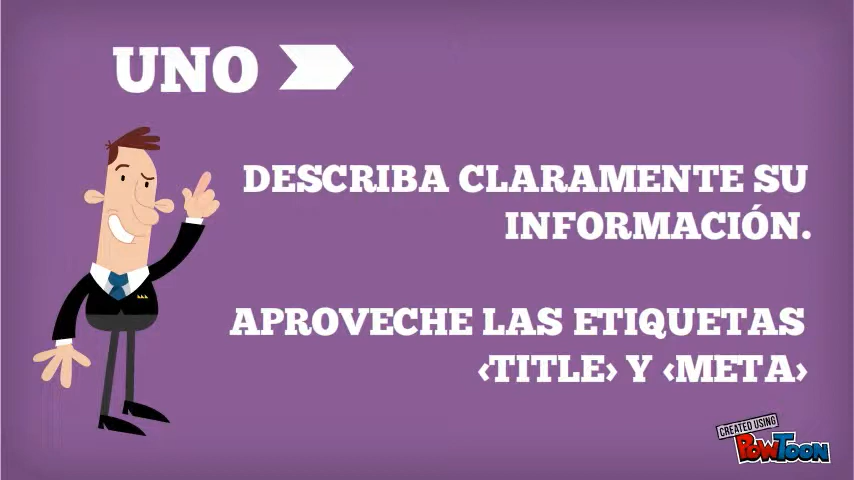 UNO
DESCRIBA CLARAMENTE SU
INFORMACIÓN.
APROVECHE LAS ETIQUETAS
‹TITLE› Y ‹META›
CREATED USING
POWTOON